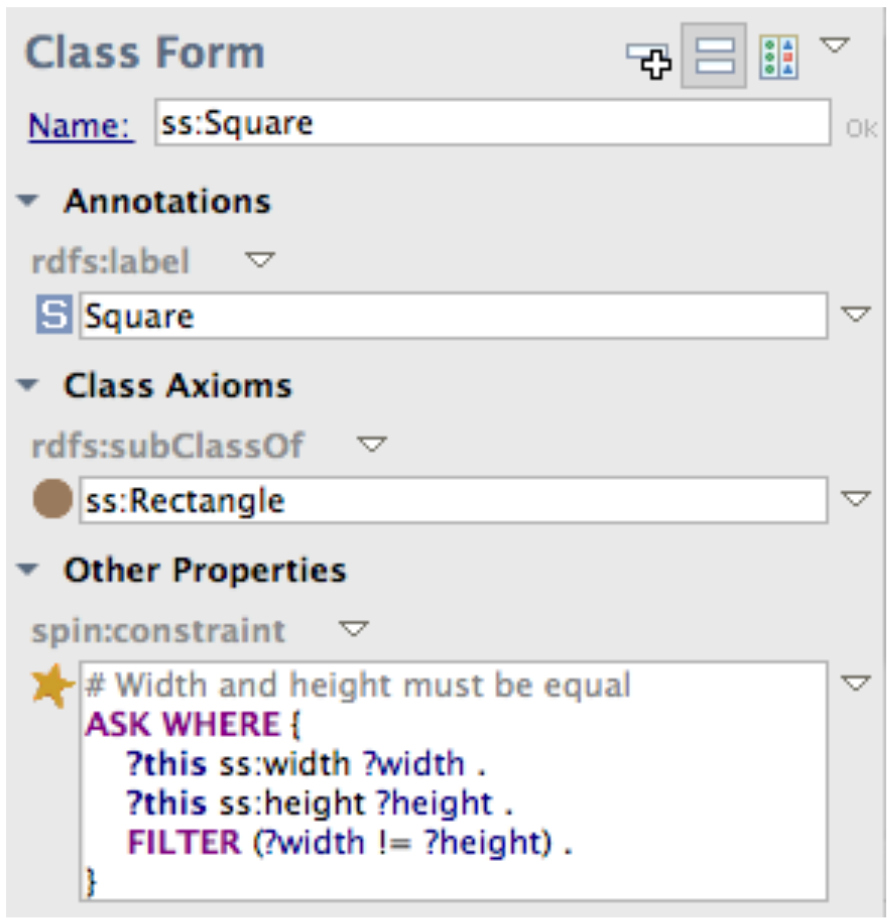 Class Form
Name: ss:Square Ok
Annotations
rdfs:label
S Square
Class Axioms
rdfs:subClassOf
ss:Rectangle
Other Properties
spin:constraint
# Width and height must be equal
ASK WHERE {
?this ss:width ?width .
?this ss:height ?height .
FILTER (?width != ?height) .
}